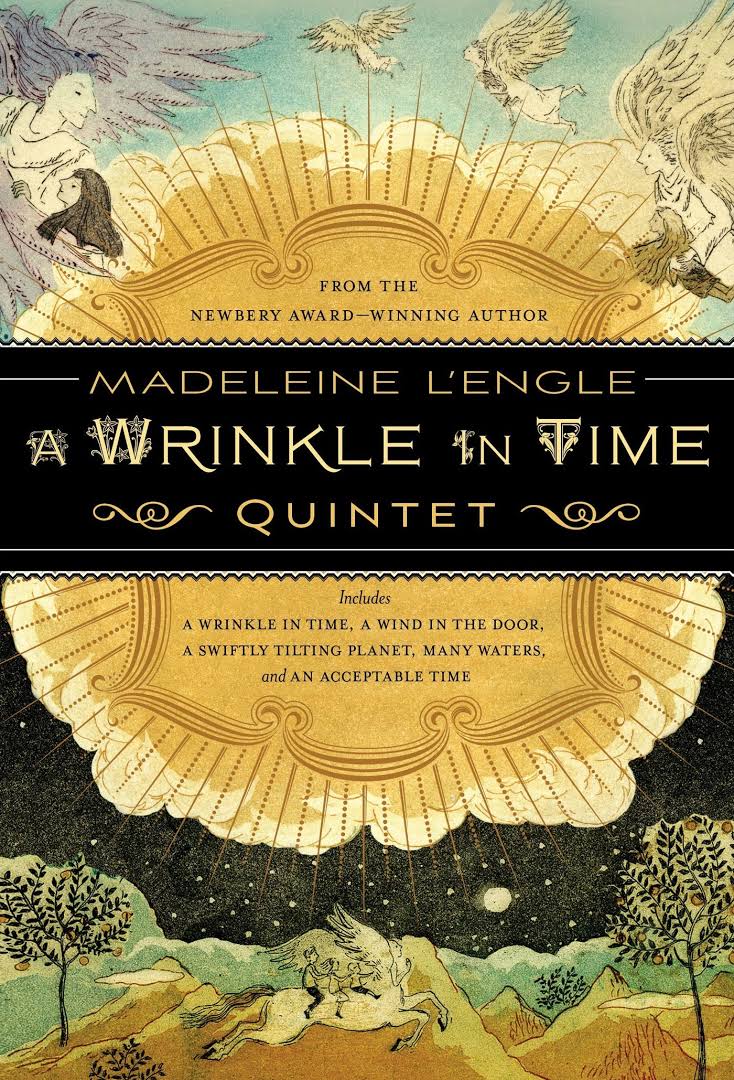 FROM THE
NEWBERY AWARD—WINNING AUTHOR
MADELEINE L'ENGLE
A WRINKLE IN TIME
QUINTET
Includes
A WRINKLE IN TIME, A WIND IN THE DOOR,
A SWIFTLY TILTING PLANET, MANY WATERS,
and AN ACCEPTABLE TIME